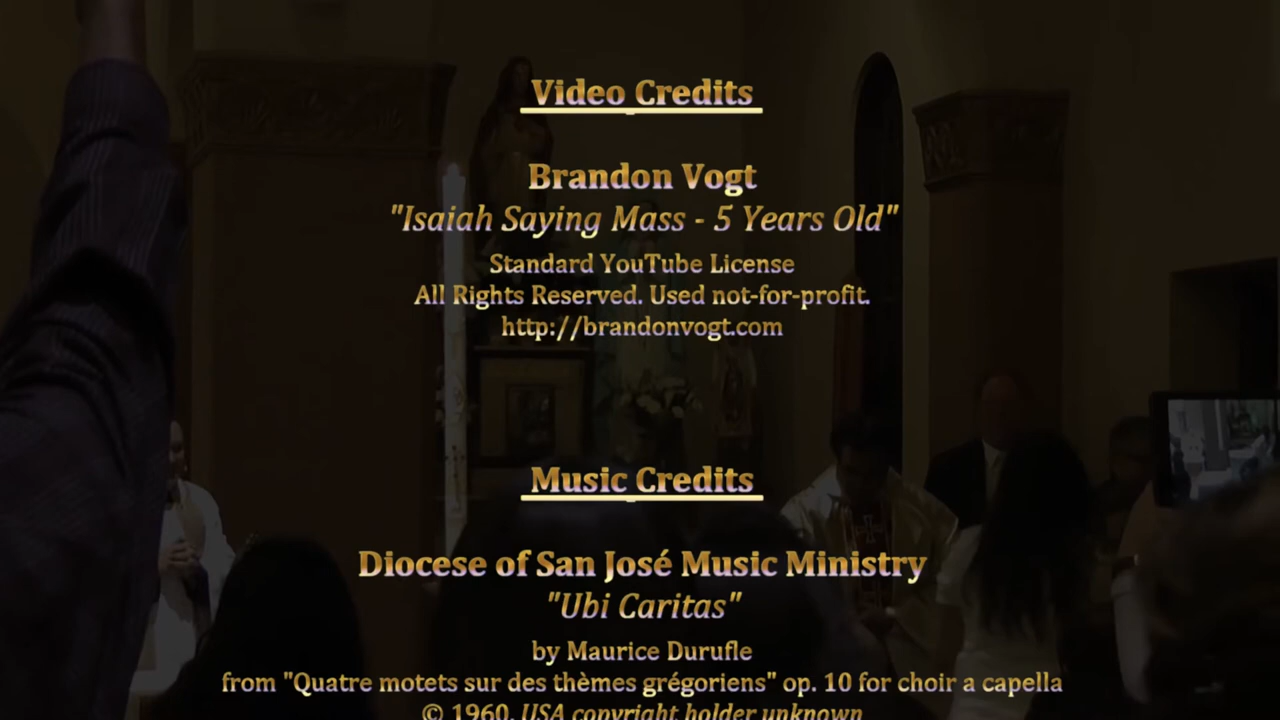 Video Credits
Brandon Vogt
"Isaiah Saying Mass - 5 Years Old"
Standard YouTube License
All Rights Reserved. Used not-for-profit.
http://brandonvogt.com
Music Credits
Diocese of San José Music Ministry
"Ubi Caritas"
by Maurice Durufle
from "Quatre motets sur des thèmes grégoriens" op. 10 for choir a capella
© 1960, USA copyright holder unknown